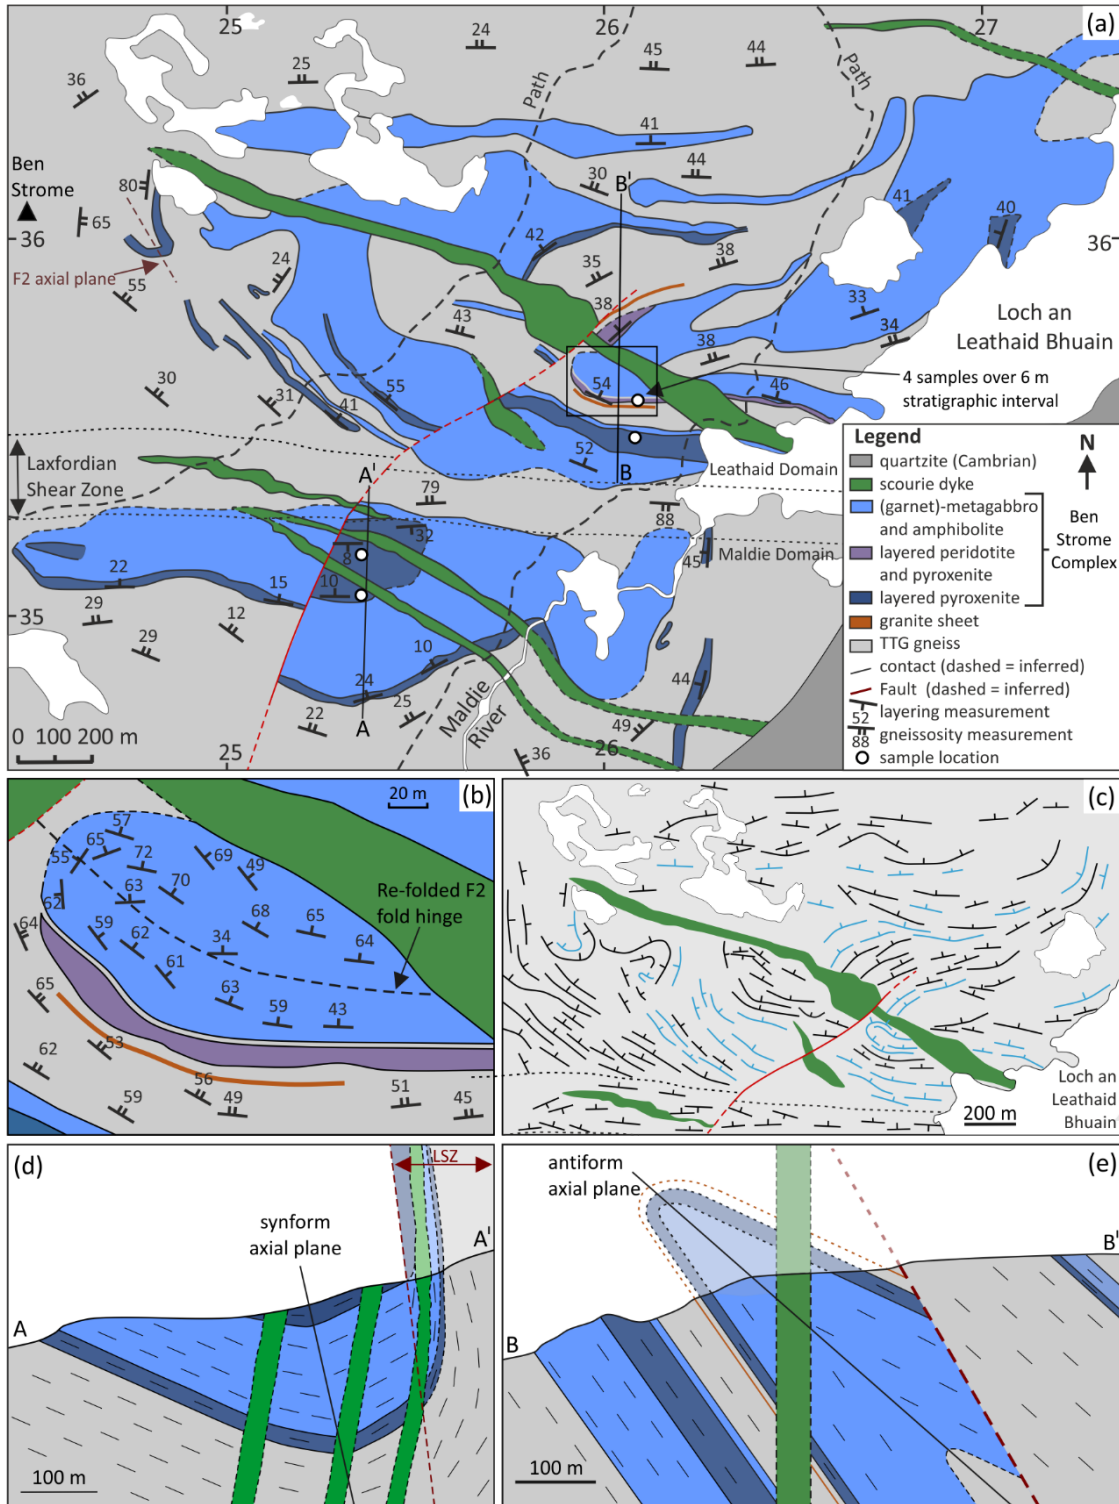 25
26
27
(a)
24
45
44
25
36
Path
Path
41
44
Ben
Strome
80
65
30
B'
42
41
40
36
36
F2 axial plane
24
35
38
55
43
38
33
34
Loch an
Leathaid Bhuain
38
30
31
41
55
54
46
4 samples over 6 m
stratigraphic interval
52
B
Laxfordian
Shear Zone
A'
79
88
Leathaid Domain
Maldie Domain
32
8
45
22
15
10
35
29
12
29
10
24
44
22
A
25
Maldie
River
49
36
0 100 200 m
25
26
Legend
N
quartzite (Cambrian)
scourie dyke
(garnet)-metagabbro
and amphibolite
layered peridotite
and pyroxenite
layered pyroxenite
Ben
Strome
Complex
granite sheet
TTG gneiss
contact (dashed = inferred)
Fault (dashed = inferred)
layering measurement
52
gneissosity measurement
88
sample location
(b)
20 m
57
65
55
72
69
49
62
63
70
Re-folded F2
fold hinge
64
59
62
34
68
65
64
61
63
59
43
65
53
62
56
59
49
51
45
(c)
200 m
Loch an
Leathaid
Bhuain
(d)
LSZ
synform
axial plane
A'
A
100 m
(e)
antiform
axial plane
B'
B
100 m